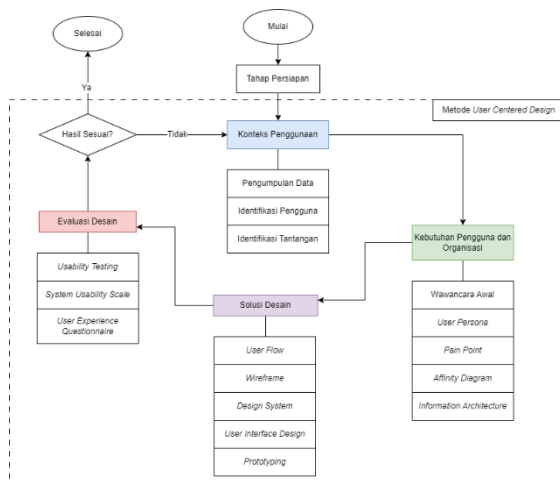 Selesai
Mulai
Ya
Tahap Persiapan
Metode User Centered Design
Hasil Sesuai?
Tidak
Konteks Penggunaan
Pengumpulan Data
Identifikasi Pengguna
Identifikasi Tantangan
Evaluasi Desain
Usability Testing
System Usability Scale
User Experience
Questionnaire
Kebutuhan Pengguna dan
Organisasi
Wawancara Awal
User Persona
Pain Point
Affinity Diagram
Information Architecture
Solusi Desain
User Flow
Wireframe
Design System
User Interface Design
Prototyping